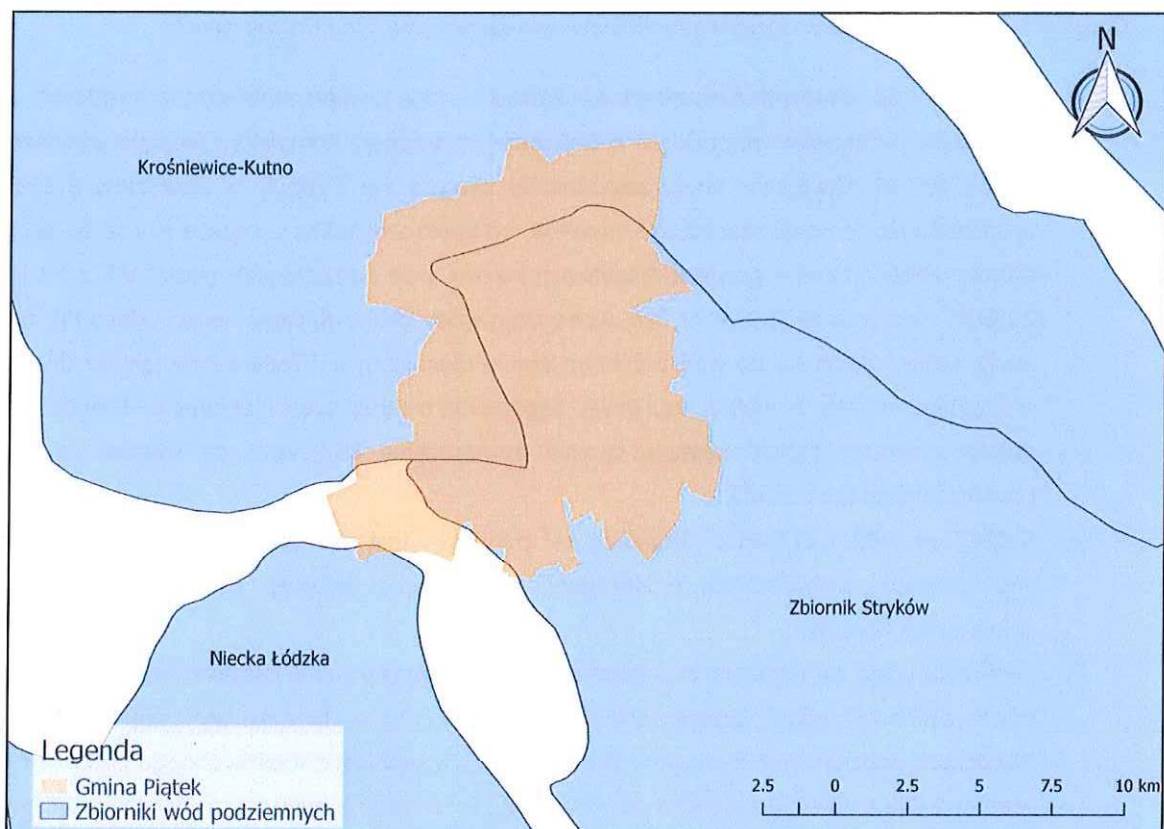 N
Krośniewice-Kutno
Zbiornik Stryków
Niecka Łódzka
Legenda
Gmina Piątek
Zbiorniki wód podziemnych
2.5 0 2.5 5 7.5 10 km